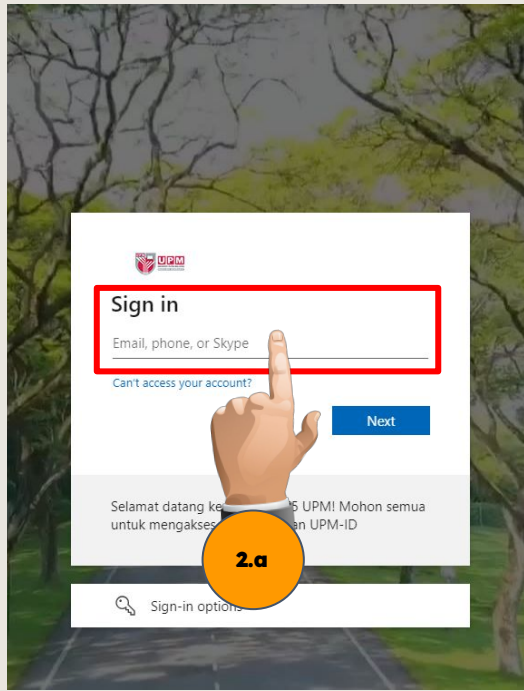 UPM
Sign in
Email, phone, or Skype
Can't access your account?
Next
Selamat datang ke 5 UPM! Mohon semua
untuk mengakses an UPM-ID
2.a
Sign-in options